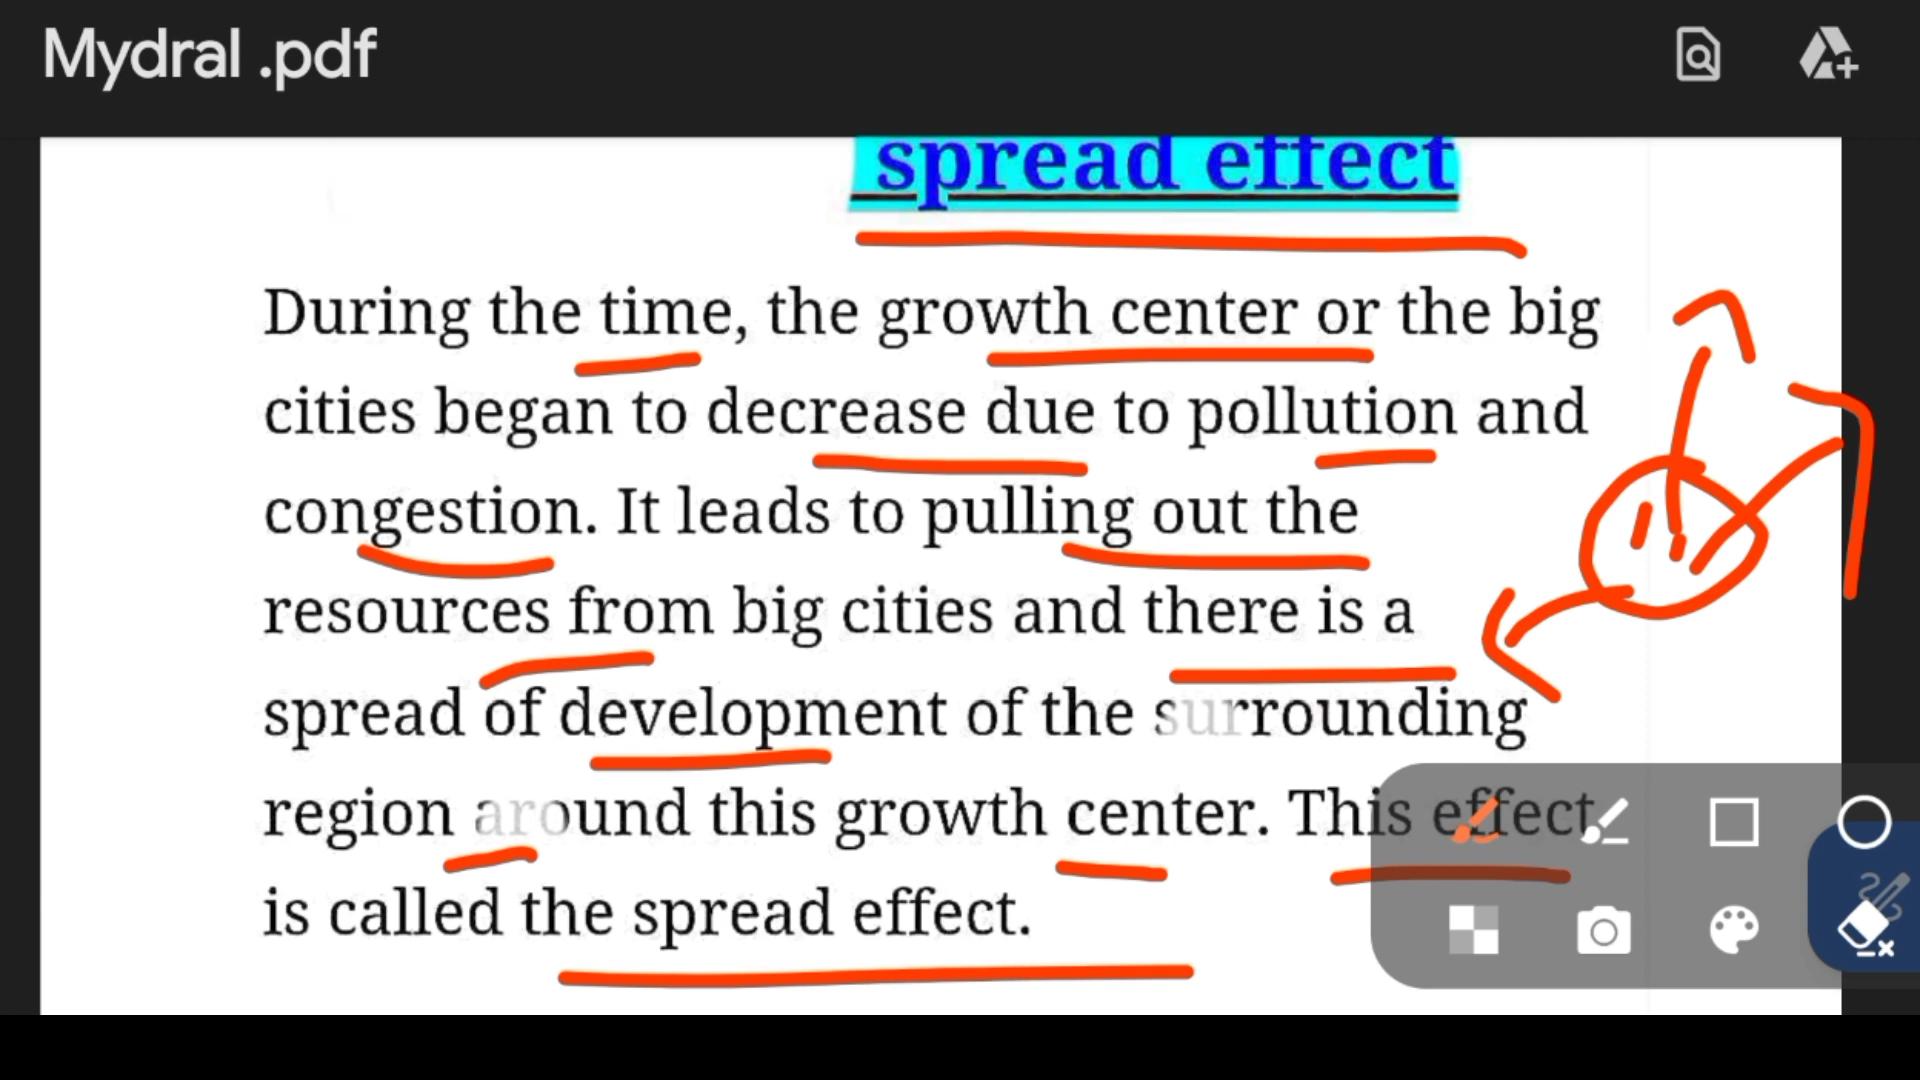 Mydral .pdf
spread effect
During the time, the growth center or the big
cities began to decrease due to pollution and
congestion. It leads to pulling out the
resources from big cities and there is a
spread of development of the surrounding
region around this growth center. This effect
is called the spread effect.